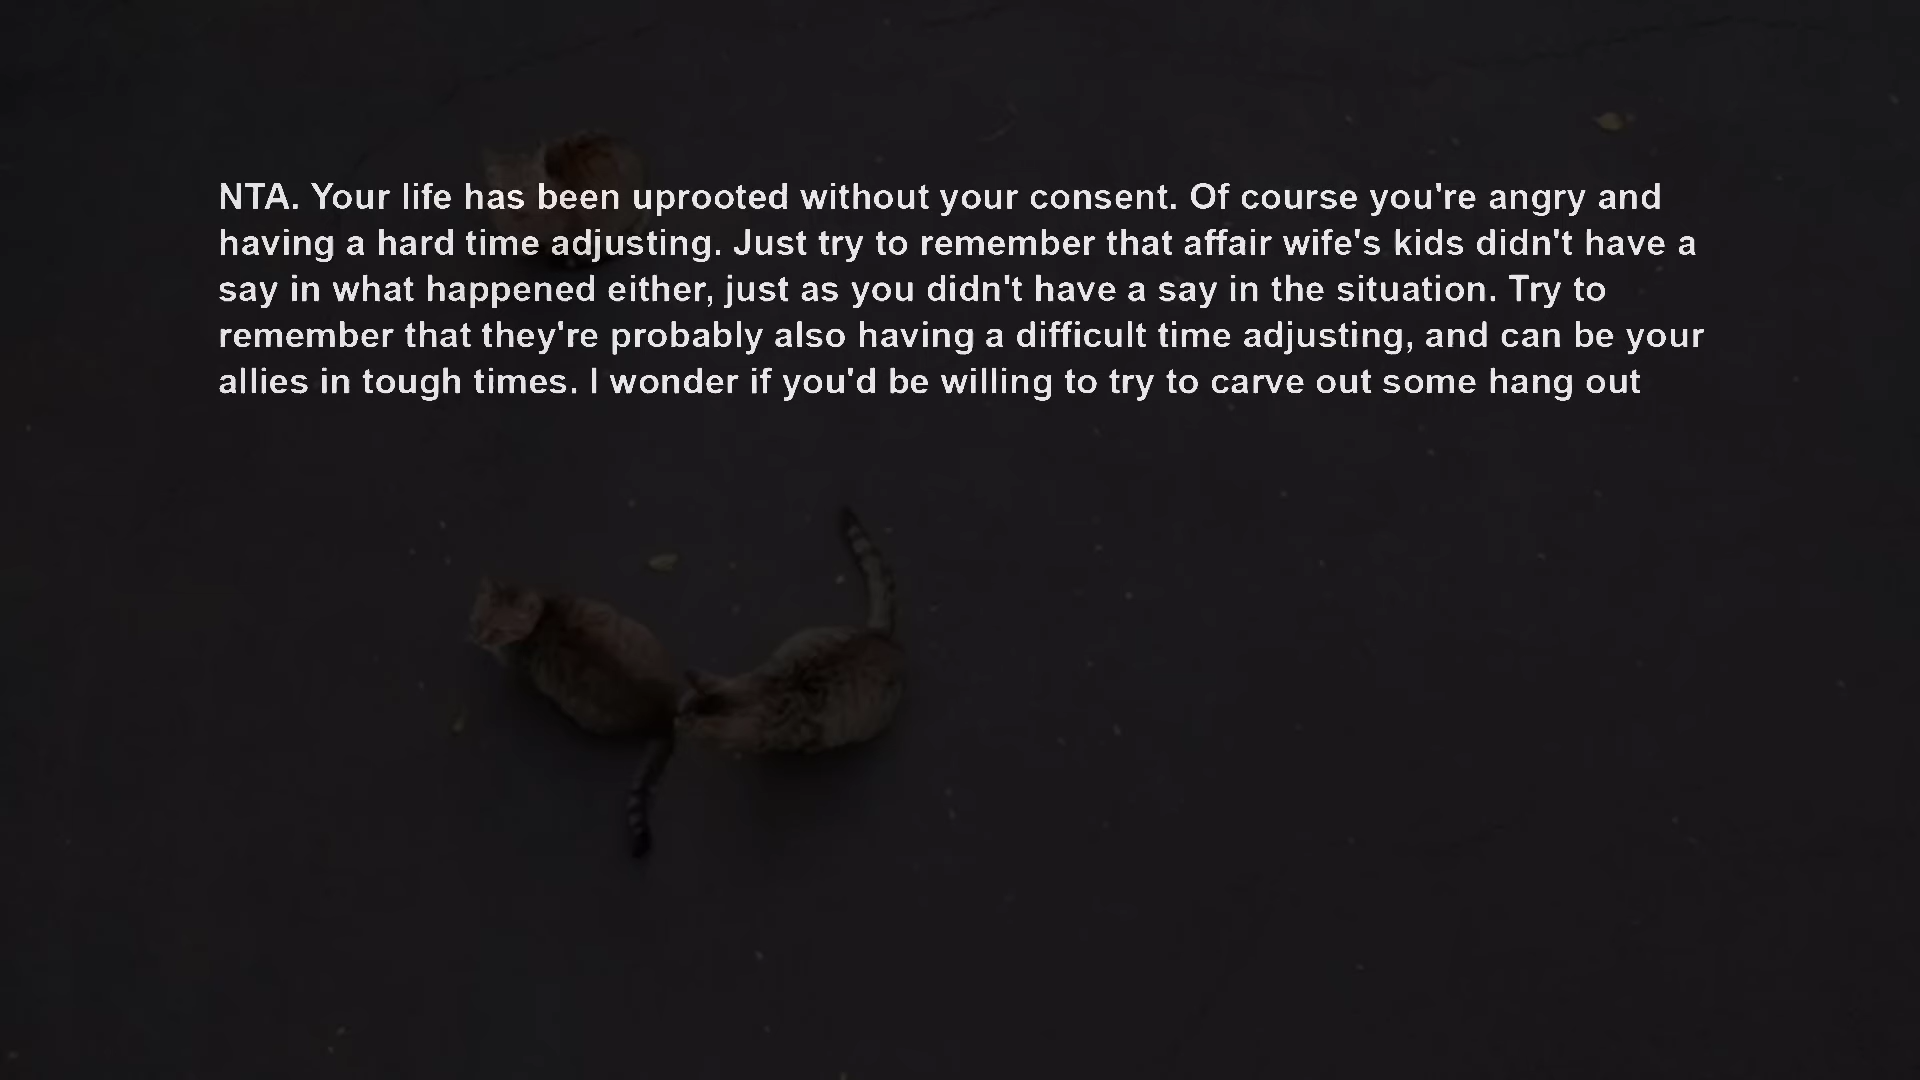 NTA. Your life has been uprooted without your consent. Of course you're angry and
having a hard time adjusting. Just try to remember that affair wife's kids didn't have a
say in what happened either, just as you didn't have a say in the situation. Try to
remember that they're probably also having a difficult time adjusting, and can be your
allies in tough times. I wonder if you'd be willing to try to carve out some hang out